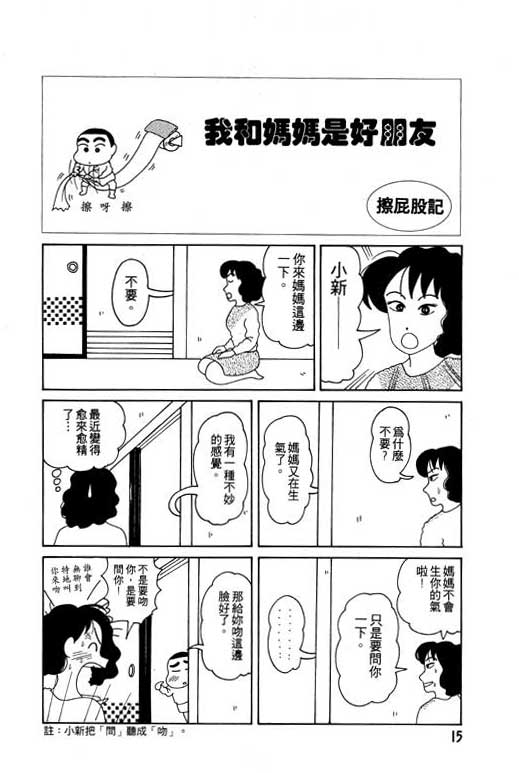 我和媽媽是好朋友
擦呀擦
擦屁股記
小新——
你來媽媽這邊
一下。
不要。
為什麼
不要？
媽媽又在生
氣了。
我有一種不妙
的感覺。
最近變得
愈來愈精
了…
媽媽不會
生你的氣
啦！
只是要問你
一下。
………
那給妳吻這邊
臉好了。
不是要吻
你，是要
問你！
誰會
無聊到
特地叫
你來吻
註：小新把「問」聽成「吻」。
15